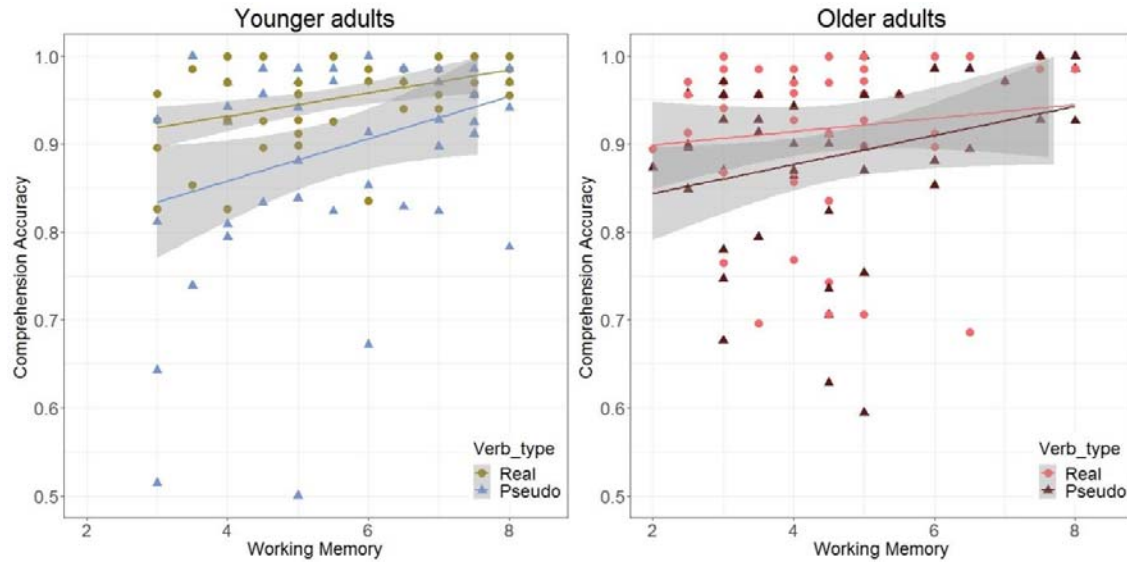 Younger adults
Comprehension Accuracy
1.0
0.9
0.8
0.7
0.6
0.5
Verb_type
Real
Pseudo
2 4 6 8
Working Memory
Older adults
Comprehension Accuracy
1.0
0.9
0.8
0.7
0.6
0.5
Verb_type
Real
Pseudo
2 4 6 8
Working Memory